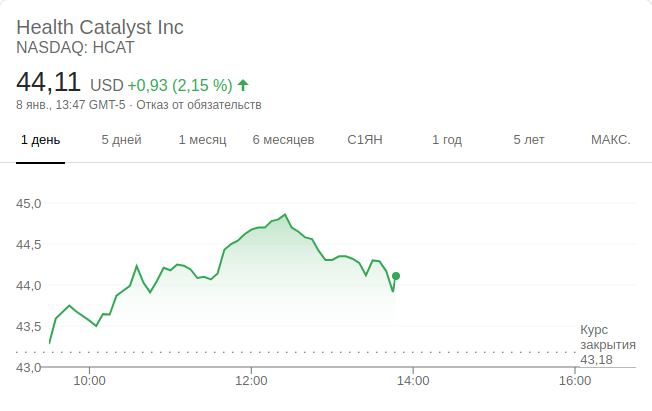 Health Catalyst Inc
NASDAQ: HCAT
44,11 USD +0,93 (2,15 %)
8 янв., 13:47 GMT-5 · Отказ от обязательств
1 день 5 дней 1 месяц 6 месяцев С1ЯН 1 год 5 лет МАКС.
45,0
44,5
44,0
43,5
Курс
закрытия
43,18
43,0
10:00 12:00 14:00 16:00